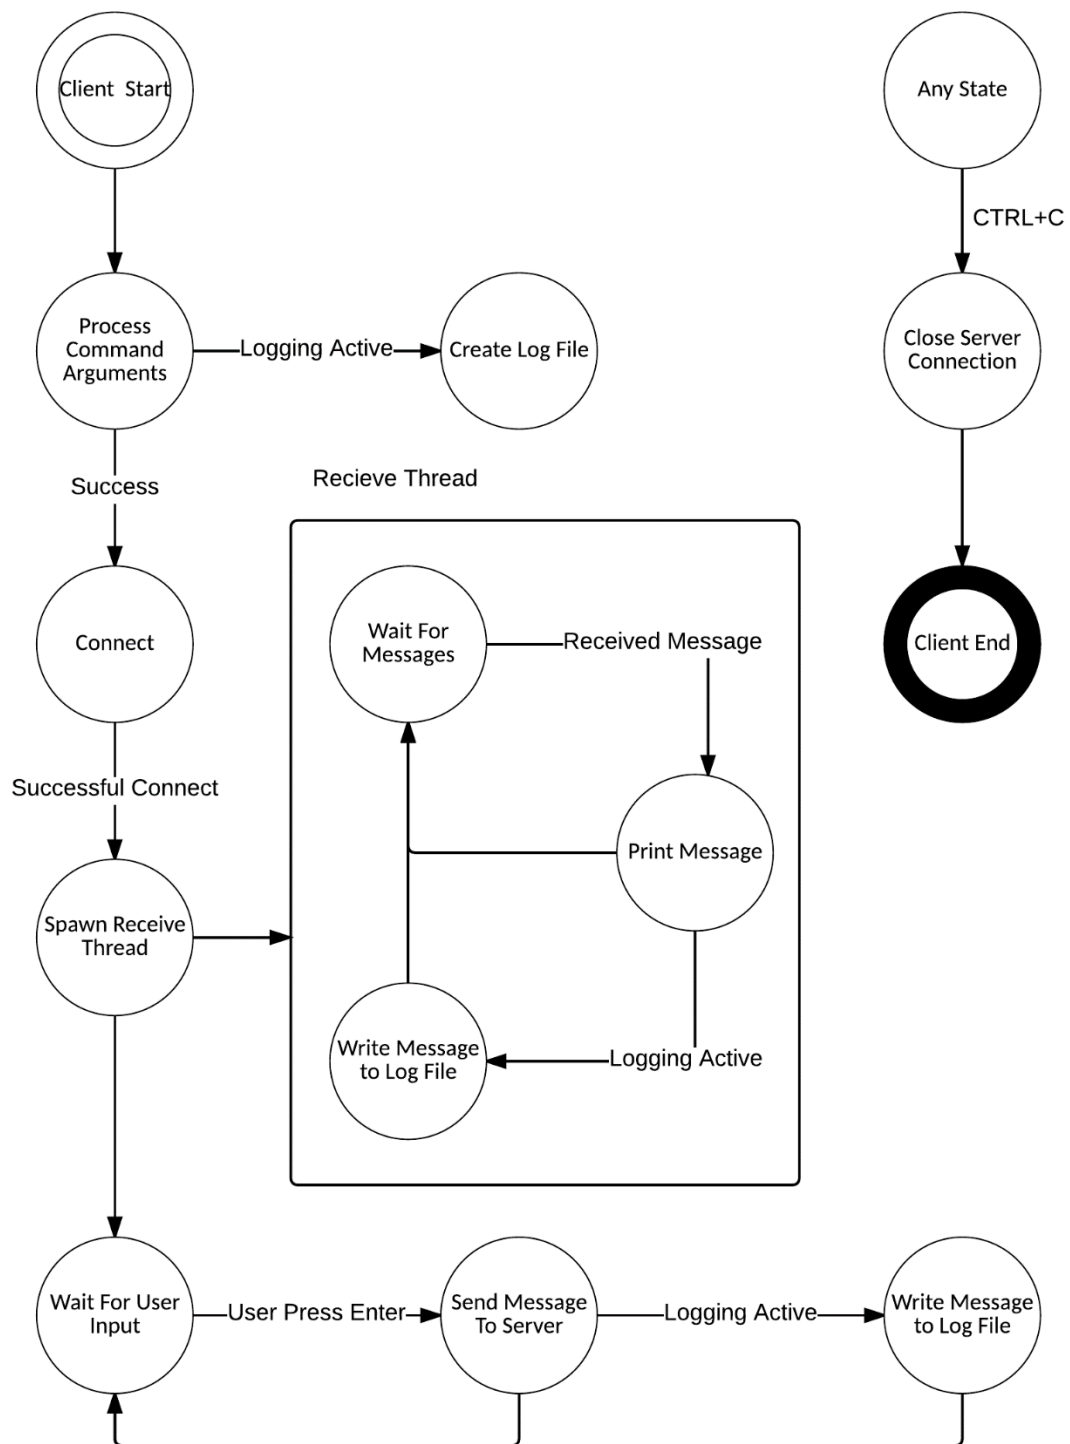 Client  Start
Any State
CTRL+C
Process
Command
Arguments
Logging Active
Create Log File
Close Server
Connection
Success
Recieve Thread
Connect
Wait For
Messages
Received Message
Client End
Successful Connect
Print Message
Spawn Receive
Thread
Write Message
to Log File
Logging Active
Wait For User
Input
User Press Enter
Send Message
To Server
Logging Active
Write Message
to Log File